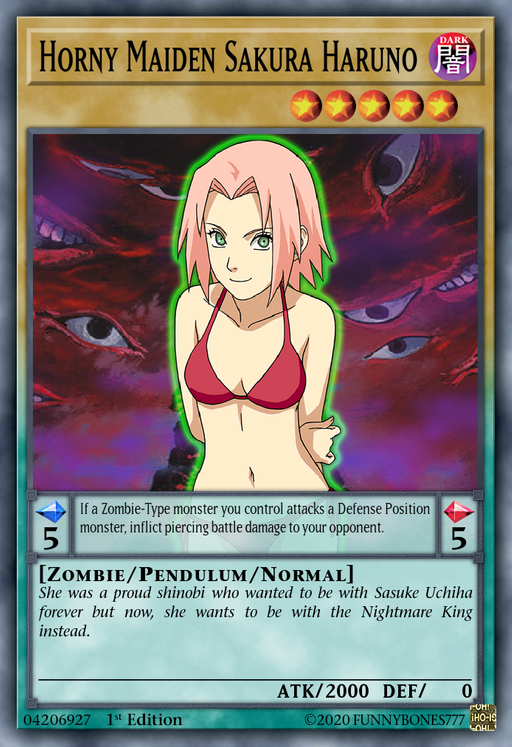 HORNY MAIDEN SAKURA HARUNO
DARK
闇
If a Zombie-Type monster you control attacks a Defense Position
monster, inflict piercing battle damage to your opponent.
5
5
[ZOMBIE/PENDULUM/NORMAL]
She was a proud shinobi who wanted to be with Sasuke Uchiha
forever but now, she wants to be with the Nightmare King
instead.
ATK/2000 DEF/ 0
04206927 1st Edition ©2020 FUNNYBONES777